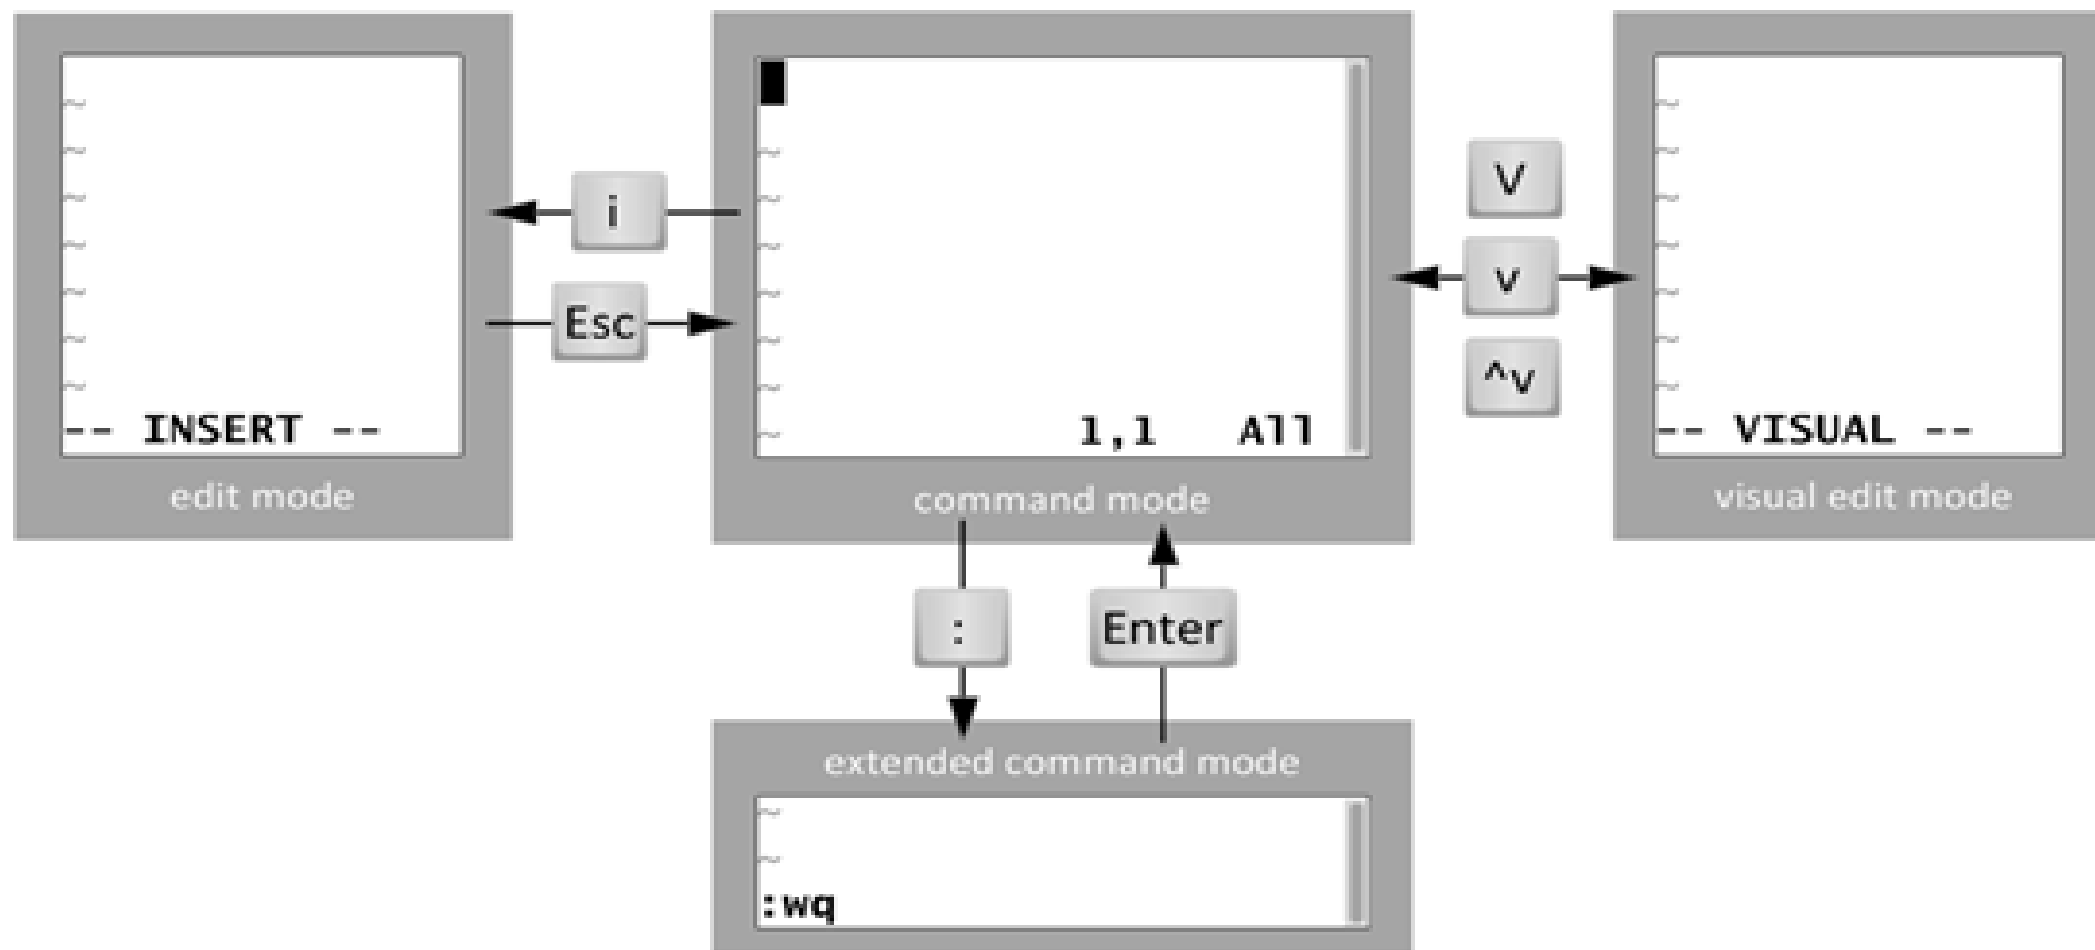 -- INSERT --
edit mode
i
Esc
1,1 All
command mode
V
v
^v
-- VISUAL --
visual edit mode
:
Enter
extended command mode
:wq